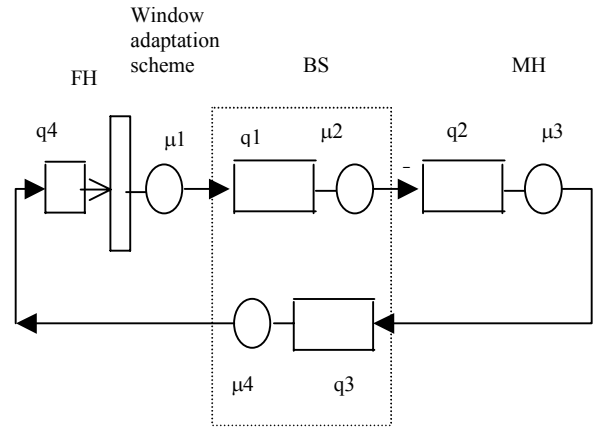 Window
adaptation
scheme
FH
BS
MH
q4
μ1
q1
μ2
q2
μ3
μ4
q3